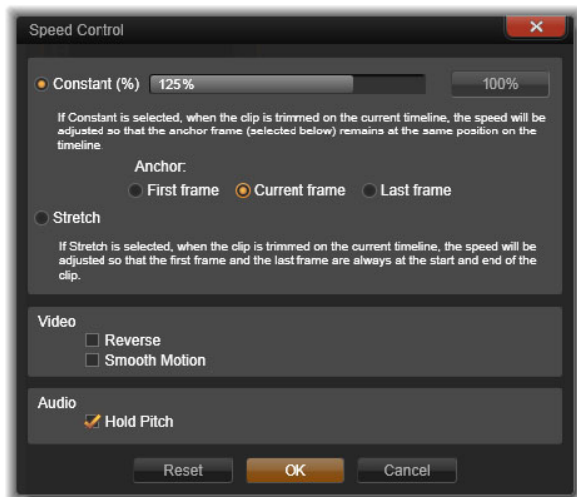 Speed Control
Constant (%) 125% 100%
If Constant is selected, when the clip is trimmed on the current timeline, the speed will be
adjusted so that the anchor frame (selected below) remains at the same position on the
timeline
Anchor:
First frame Current frame Last frame
Stretch
If Stretch is selected, when the clip is trimmed on the current timeline, the speed will be
adjusted so that the first frame and the last frame are always at the start and end of the
clip.
Video
Reverse
Smooth Motion
Audio
Hold Pitch
Reset OK Cancel